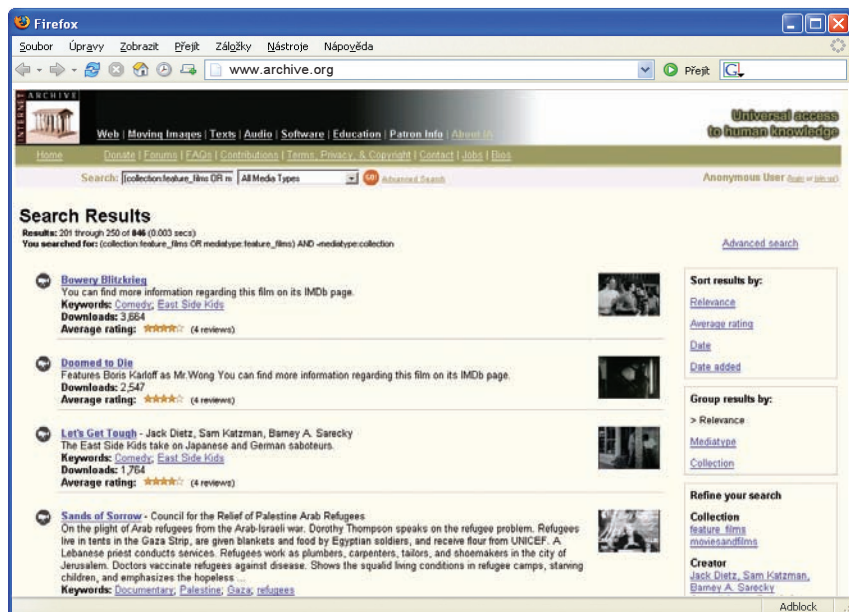 Firefox
Soubor Úpravy Zobrazit Přejít Záložky Nástroje Nápověda
www.archive.org Přejít
INTERNET ARCHIVE
Universal access
to human knowledge
Web | Moving Images | Texts | Audio | Software | Education | Patron Info | About IA
Home Donate | Forums | FAQs | Contributions | Terms, Privacy, & Copyright | Contact | Jobs | Bios
Search: (collection:feature_films OR m All Media Types GO! Advanced Search Anonymous User (login or join us)
Search Results
Results: 201 through 250 of 846 (0.003 secs)
You searched for: (collection:feature_films OR mediatype:feature_films) AND -mediatype:collection
Advanced search
Bowery Blitzkrieg
You can find more information regarding this film on its IMDb page.
Keywords: Comedy; East Side Kids
Downloads: 3,664
Average rating: (4 reviews)
Doomed to Die
Features Boris Karloff as Mr.Wong You can find more information regarding this film on its IMDb page.
Downloads: 2,547
Average rating: (4 reviews)
Let's Get Tough - Jack Dietz, Sam Katzman, Barney A. Sarecky
The East Side Kids take on Japanese and German saboteurs.
Keywords: Comedy; East Side Kids
Downloads: 1,764
Average rating: (4 reviews)
Sands of Sorrow - Council for the Relief of Palestine Arab Refugees
On the plight of Arab refugees from the Arab-Israeli war. Dorothy Thompson speaks on the refugee problem. Refugees
live in tents in the Gaza Strip, are given blankets and food by Egyptian soldiers, and receive flour from UNICEF. A
Lebanese priest conducts services. Refugees work as plumbers, carpenters, tailors, and shoemakers in the city of
Jerusalem. Doctors vaccinate refugees against disease. Shows the squalid living conditions in refugee camps, starving
children, and emphasizes the hopeless ...
Keywords: Documentary; Palestine; Gaza; refugees
Sort results by:
Relevance
Average rating
Date
Date added
Group results by:
> Relevance
Mediatype
Collection
Refine your search
Collection
feature_films
moviesandfilms
Creator
Jack Dietz, Sam Katzman,
Barney A. Sarecky
Adblock